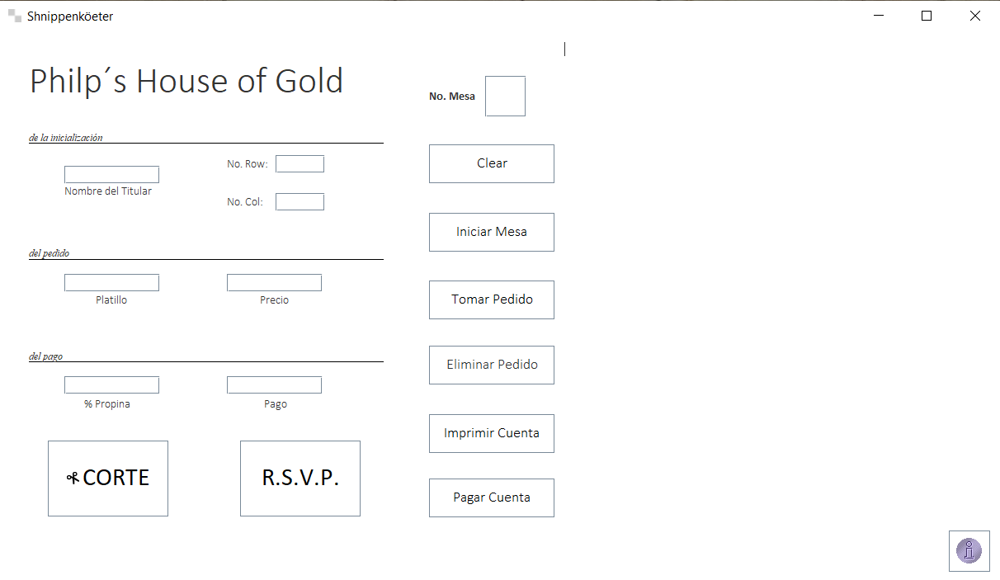 Shnippenköeter
Philp´s House of Gold
No. Mesa
de la inicialización
No. Row:
Clear
Nombre del Titular
No. Col:
Iniciar Mesa
del pedido
Platillo
Precio
Tomar Pedido
del pago
Eliminar Pedido
% Propina
Pago
Imprimir Cuenta
CORTE
R.S.V.P.
Pagar Cuenta
i